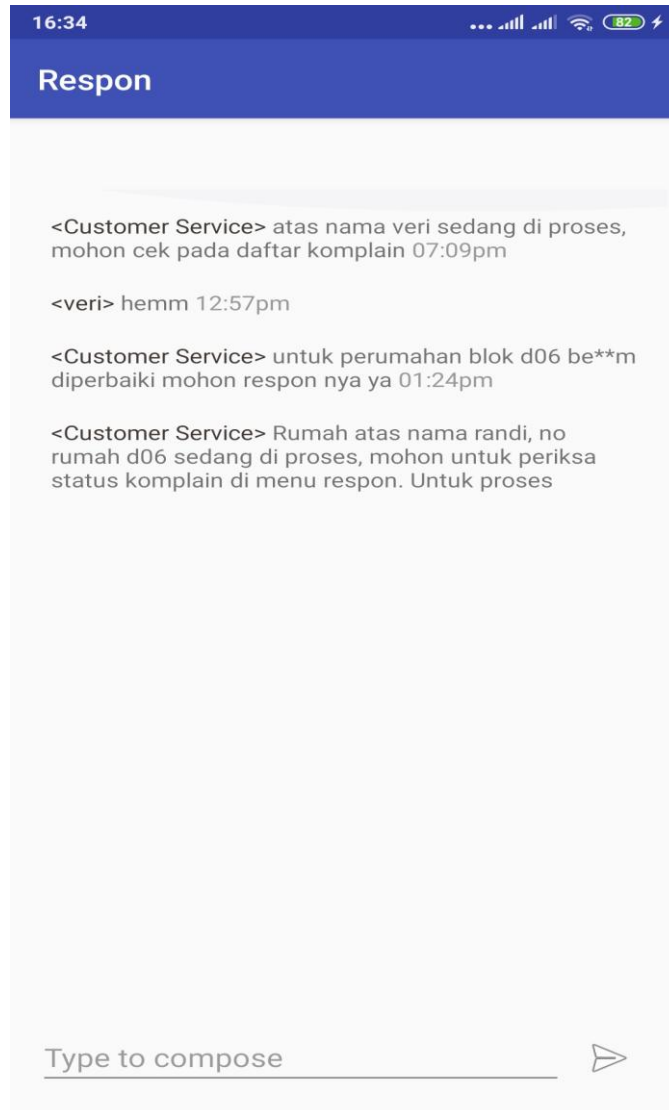 16:34
82
Respon
<Customer Service> atas nama veri sedang di proses,
mohon cek pada daftar komplain 07:09pm
<veri> hemm 12:57pm
<Customer Service> untuk perumahan blok d06 be**m
diperbaiki mohon respon nya ya 01:24pm
<Customer Service> Rumah atas nama randi, no
rumah d06 sedang di proses, mohon untuk periksa
status komplain di menu respon. Untuk proses
Type to compose